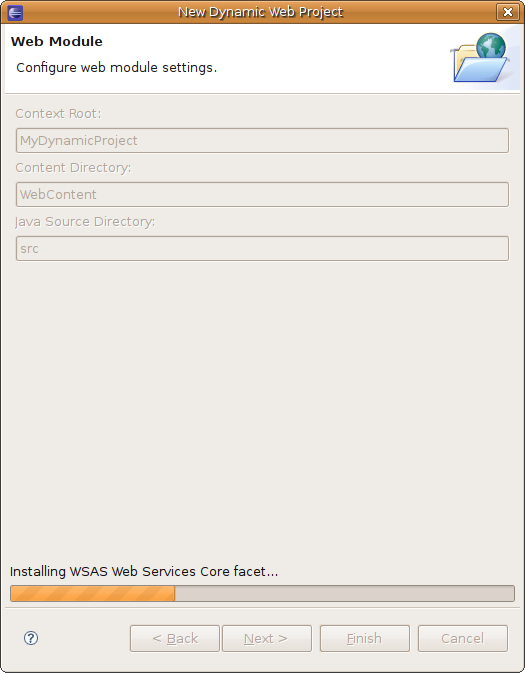 New Dynamic Web Project
Web Module
Configure web module settings.
Context Root:
MyDynamicProject
Content Directory:
WebContent
Java Source Directory:
src
Installing WSAS Web Services Core facet...
?
< Back
Next >
Finish
Cancel